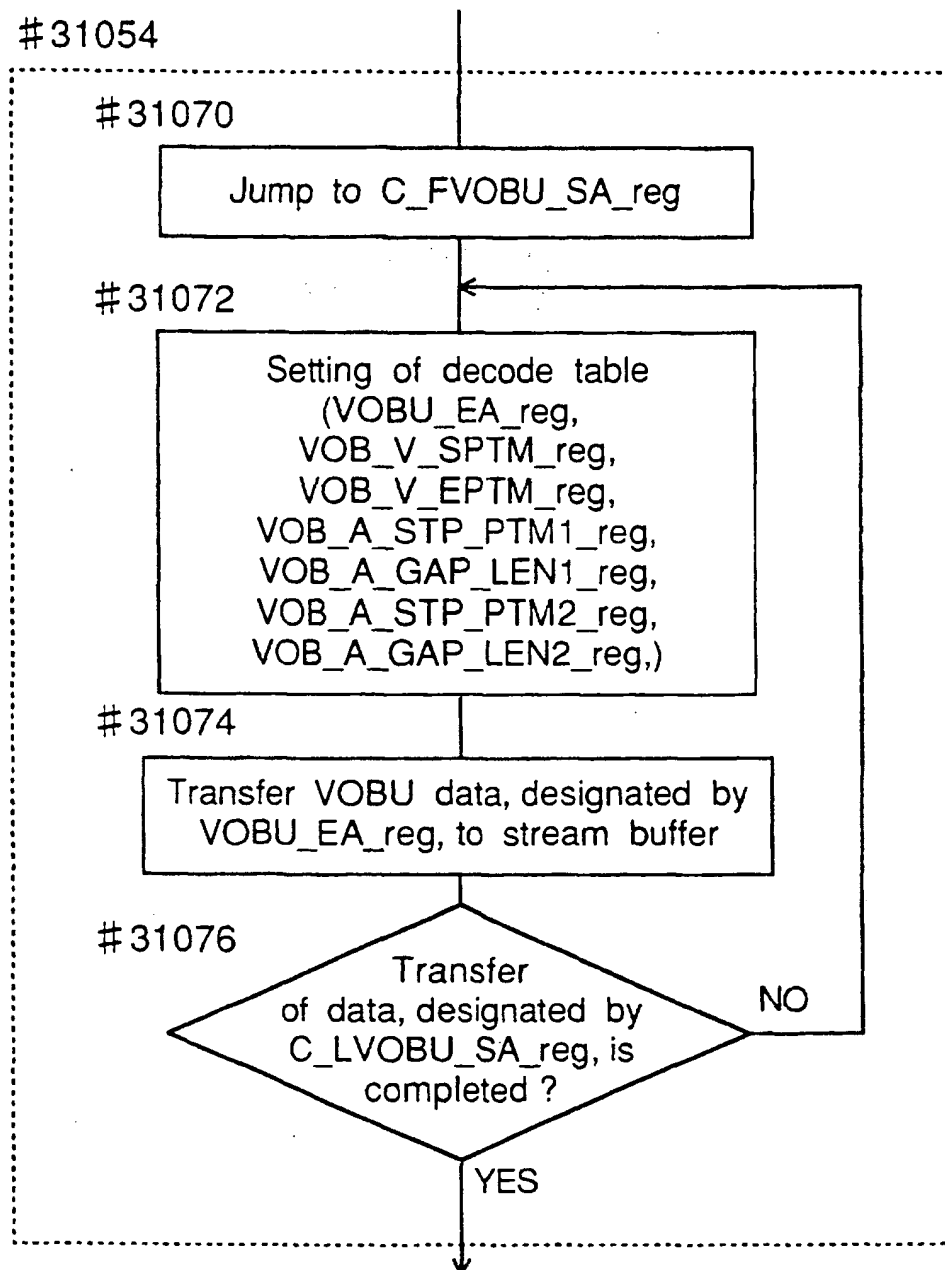 #31054
#31070
Jump to C_FVOBU_SA_reg
#31072
Setting of decode table
(VOBU_EA_reg,
VOB_V_SPTM_reg,
VOB_V_EPTM_reg,
VOB_A_STP_PTM1_reg,
VOB_A_GAP_LEN1_reg,
VOB_A_STP_PTM2_reg,
VOB_A_GAP_LEN2_reg,)
#31074
Transfer VOBU data, designated by
VOBU_EA_reg, to stream buffer
#31076
Transfer
of data, designated by
C_LVOBU_SA_reg, is
completed ?
NO
YES